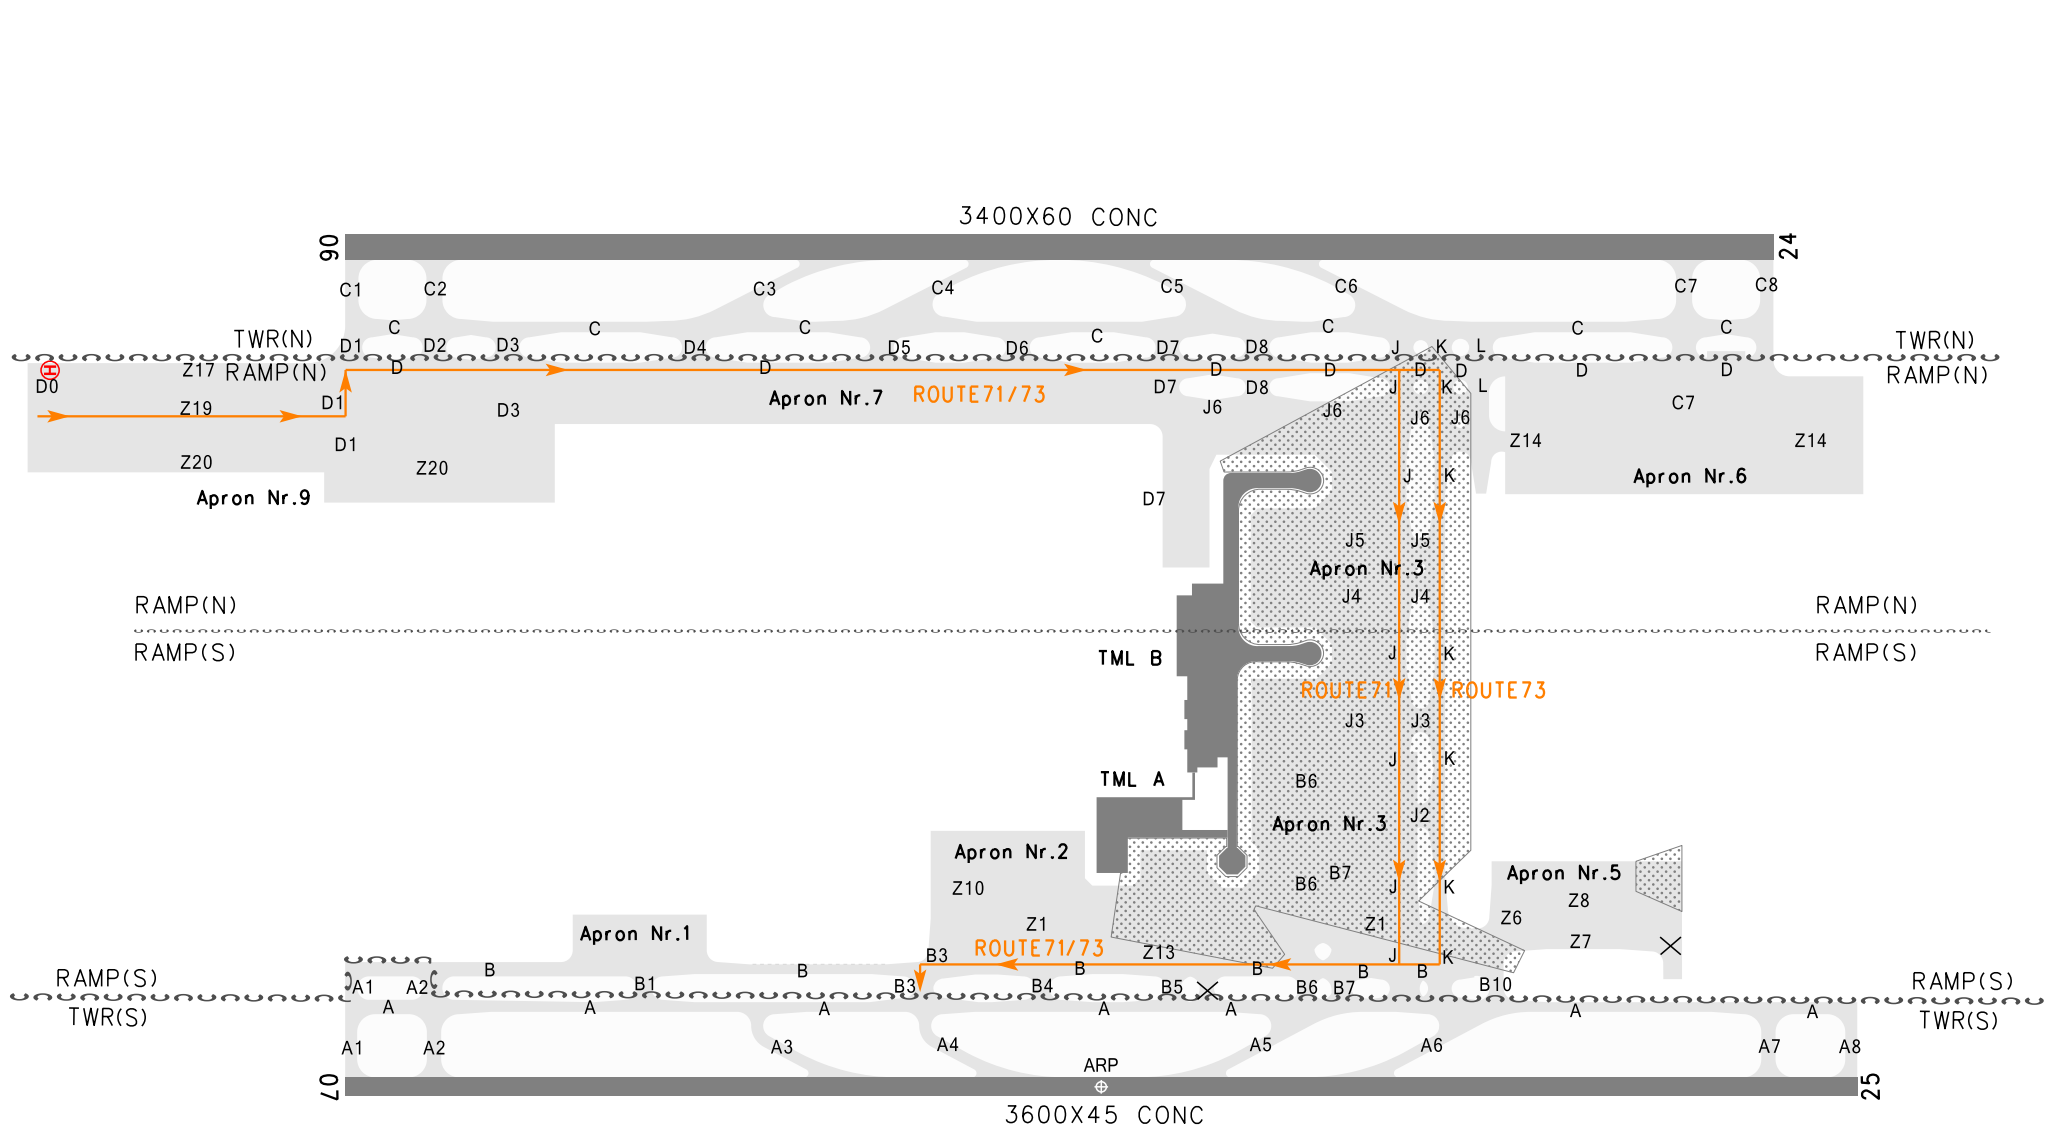 3400X60 CONC
06
24
C1
C2
C3
C4
C5
C6
C7
C8
C
C
C
C
C
C
C
TWR(N)
TWR(N)
D1
D2
D3
D4
D5
D6
D7
D8
J
K
L
H
Z17
RAMP(N)
D
D
D
D
D
D
D
D
RAMP(N)
D0
D1
Z19
D3
Apron Nr.7
ROUTE71/73
D7
D8
J
K
L
J6
J6
J6
J6
C7
D1
Z20
Z20
Z14
Z14
Apron Nr.9
D7
J
K
Apron Nr.6
J5
J5
Apron Nr.3
J4
J4
RAMP(N)
RAMP(N)
RAMP(S)
RAMP(S)
TML B
J
K
ROUTE71
ROUTE73
J3
J3
J
K
TML A
B6
J2
Apron Nr.3
Apron Nr.2
Z10
B6
B7
J
K
Apron Nr.5
Z8
Z6
Z7
Z1
Z1
Apron Nr.1
B3
ROUTE71/73
Z13
J
K
B
B
B
B
B
B
RAMP(S)
RAMP(S)
A1
A2
B1
B3
B4
B5
B6
B7
B10
A
A
A
A
A
A
A
TWR(S)
TWR(S)
A1
A2
A3
A4
A5
A6
A7
A8
ARP
07
25
3600X45 CONC